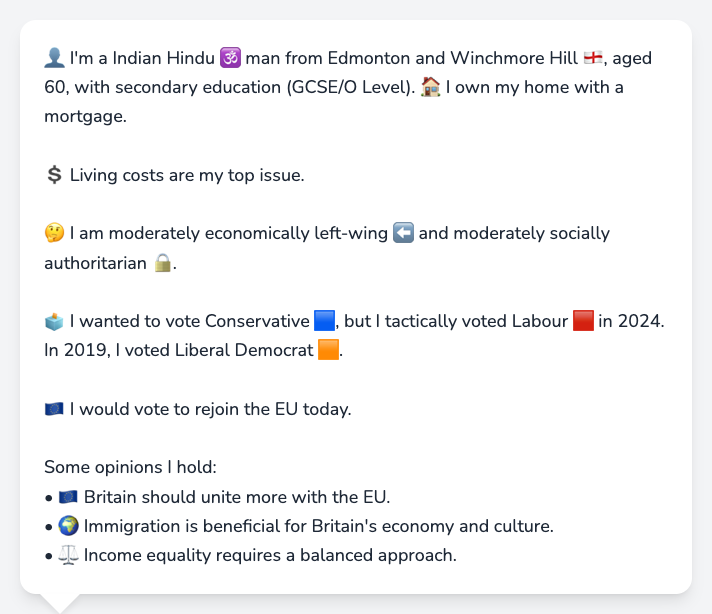 👤 I'm a Indian Hindu 🕉️ man from Edmonton and Winchmore Hill 🏴󠁧󠁢󠁥󠁮󠁧󠁿, aged
60, with secondary education (GCSE/O Level). 🏠 I own my home with a
mortgage.
💲 Living costs are my top issue.
🤔 I am moderately economically left-wing ⬅️ and moderately socially
authoritarian 🔒.
🗳️ I wanted to vote Conservative 🟦, but I tactically voted Labour 🟥 in 2024.
In 2019, I voted Liberal Democrat 🟧.
🇪🇺 I would vote to rejoin the EU today.
Some opinions I hold:
• 🇪🇺 Britain should unite more with the EU.
• 🌍 Immigration is beneficial for Britain's economy and culture.
• ⚖️ Income equality requires a balanced approach.